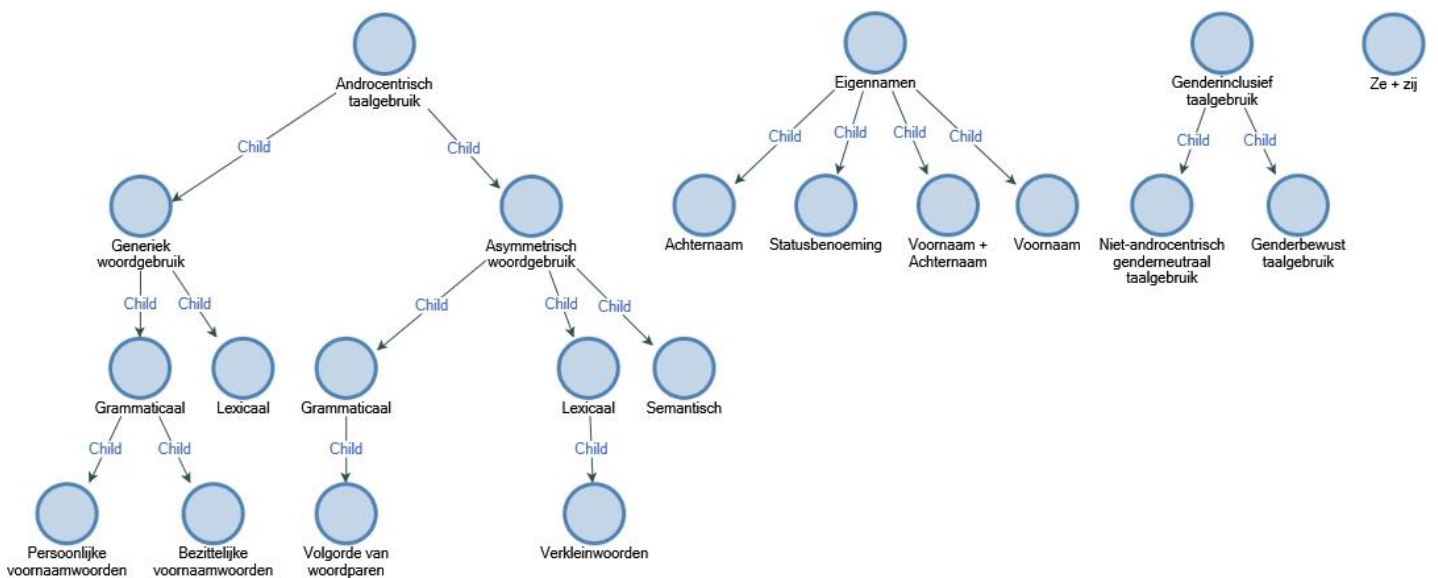 Androcentrisch
taalgebruik
Eigennamen
Genderinclusief
taalgebruik
Ze + zij
Child
Child
Child
Child
Child
Child
Child
Child
Generiek
woordgebruik
Asymmetrisch
woordgebruik
Achternaam
Statusbenoeming
Voornaam +
Achternaam
Voornaam
Niet-androcentrisch
genderneutraal
taalgebruik
Genderbewust
taalgebruik
Child
Child
Child
Child
Child
Grammaticaal
Lexicaal
Grammaticaal
Lexicaal
Semantisch
Child
Child
Child
Child
Persoonlijke
voornaamwoorden
Bezittelijke
voornaamwoorden
Volgorde van
woordparen
Verkleinwoorden